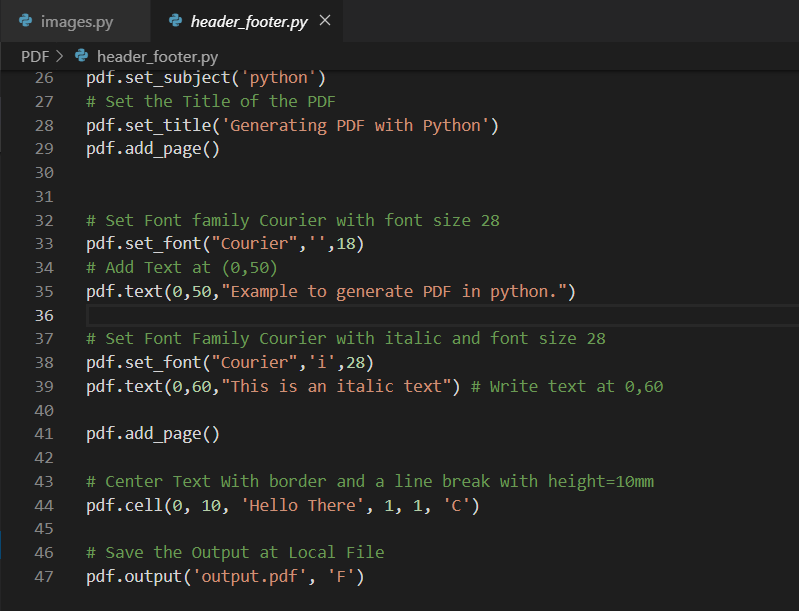 images.py
header_footer.py ×
PDF > header_footer.py
26 pdf.set_subject('python')
27 # Set the Title of the PDF
28 pdf.set_title('Generating PDF with Python')
29 pdf.add_page()
30
31
32 # Set Font family Courier with font size 28
33 pdf.set_font("Courier",'',18)
34 # Add Text at (0,50)
35 pdf.text(0,50,"Example to generate PDF in python.")
36
37 # Set Font Family Courier with italic and font size 28
38 pdf.set_font("Courier",'i',28)
39 pdf.text(0,60,"This is an italic text") # Write text at 0,60
40
41 pdf.add_page()
42
43 # Center Text With border and a line break with height=10mm
44 pdf.cell(0, 10, 'Hello There', 1, 1, 'C')
45
46 # Save the Output at Local File
47 pdf.output('output.pdf', 'F')